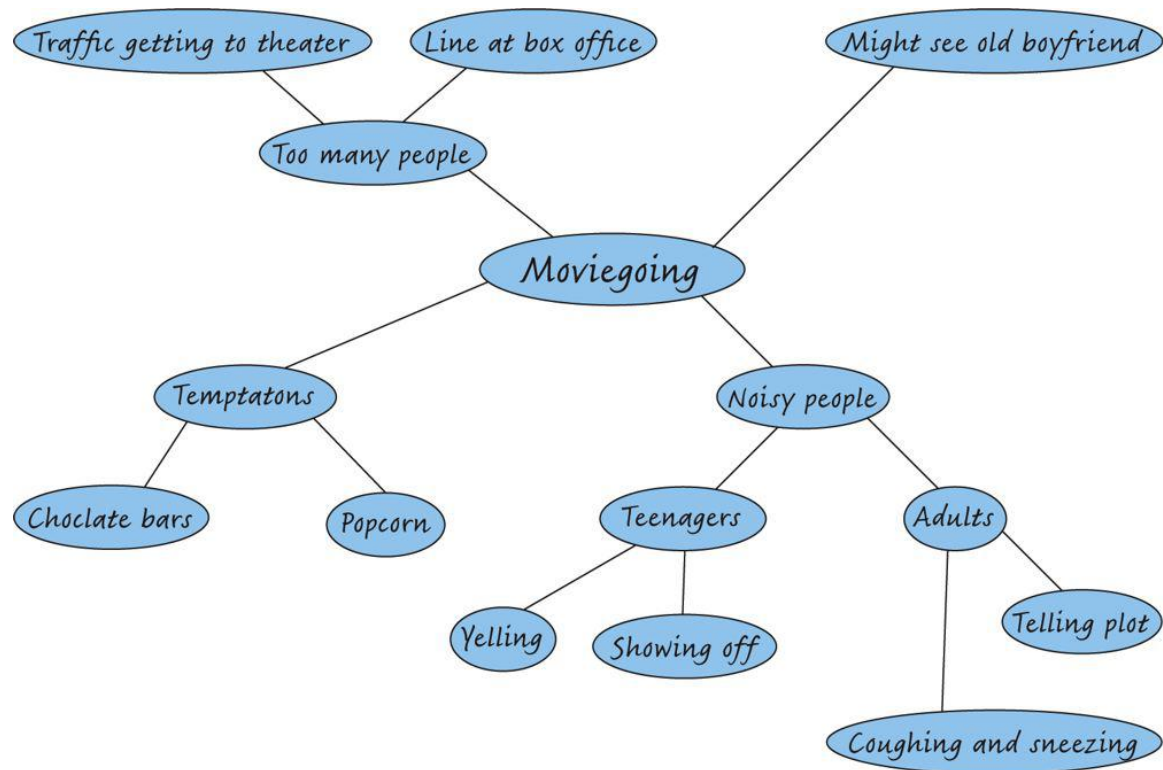 Traffic getting to theater
Line at box office
Might see old boyfriend
Too many people
Moviegoing
Temptatons
Noisy people
Choclate bars
Popcorn
Teenagers
Adults
Yelling
Showing off
Telling plot
Coughing and sneezing